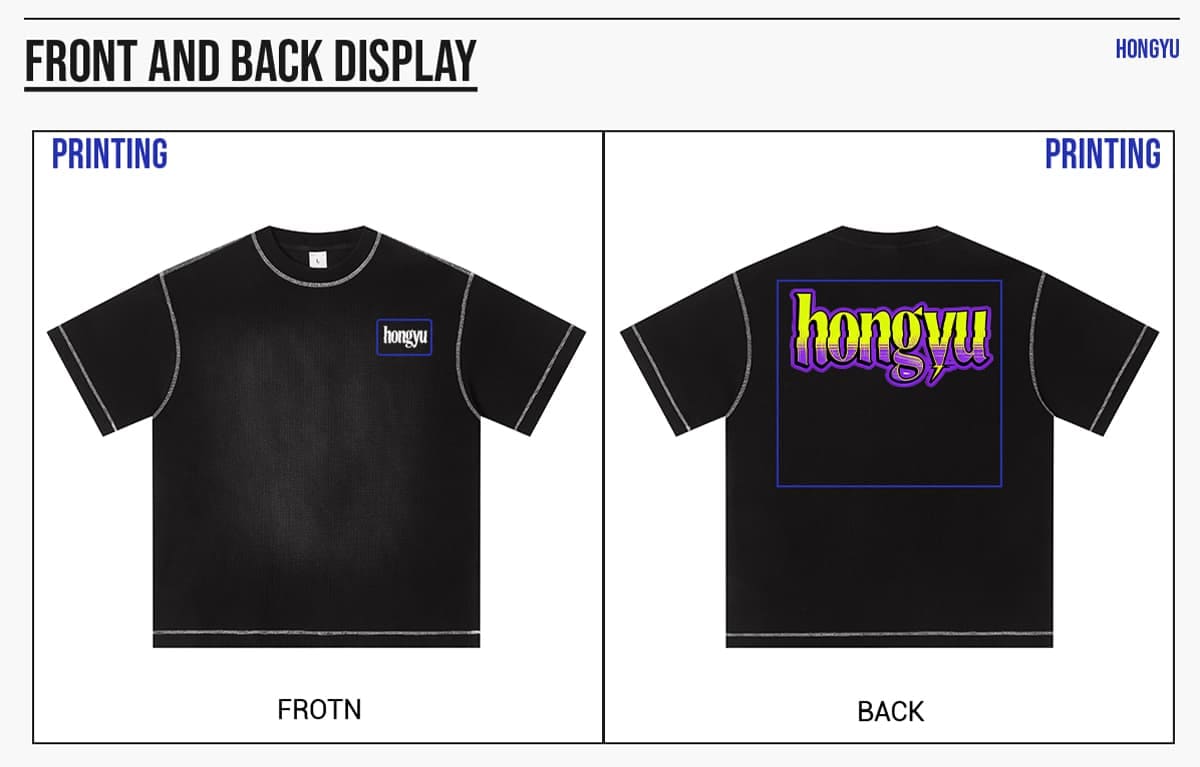 FRONT AND BACK DISPLAY
HONGYU
PRINTING
PRINTING
L
hongyu
hongyu
FROTN
BACK